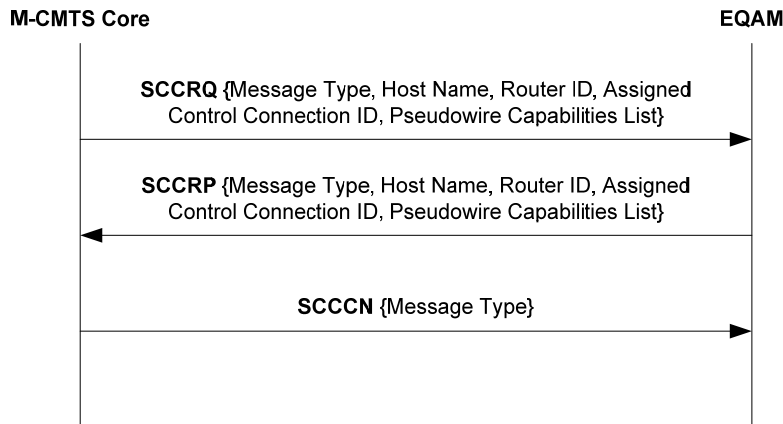 M-CMTS Core
EQAM
SCCRQ {Message Type, Host Name, Router ID, Assigned
Control Connection ID, Pseudowire Capabilities List}
SCCRP {Message Type, Host Name, Router ID, Assigned
Control Connection ID, Pseudowire Capabilities List}
SCCCN {Message Type}